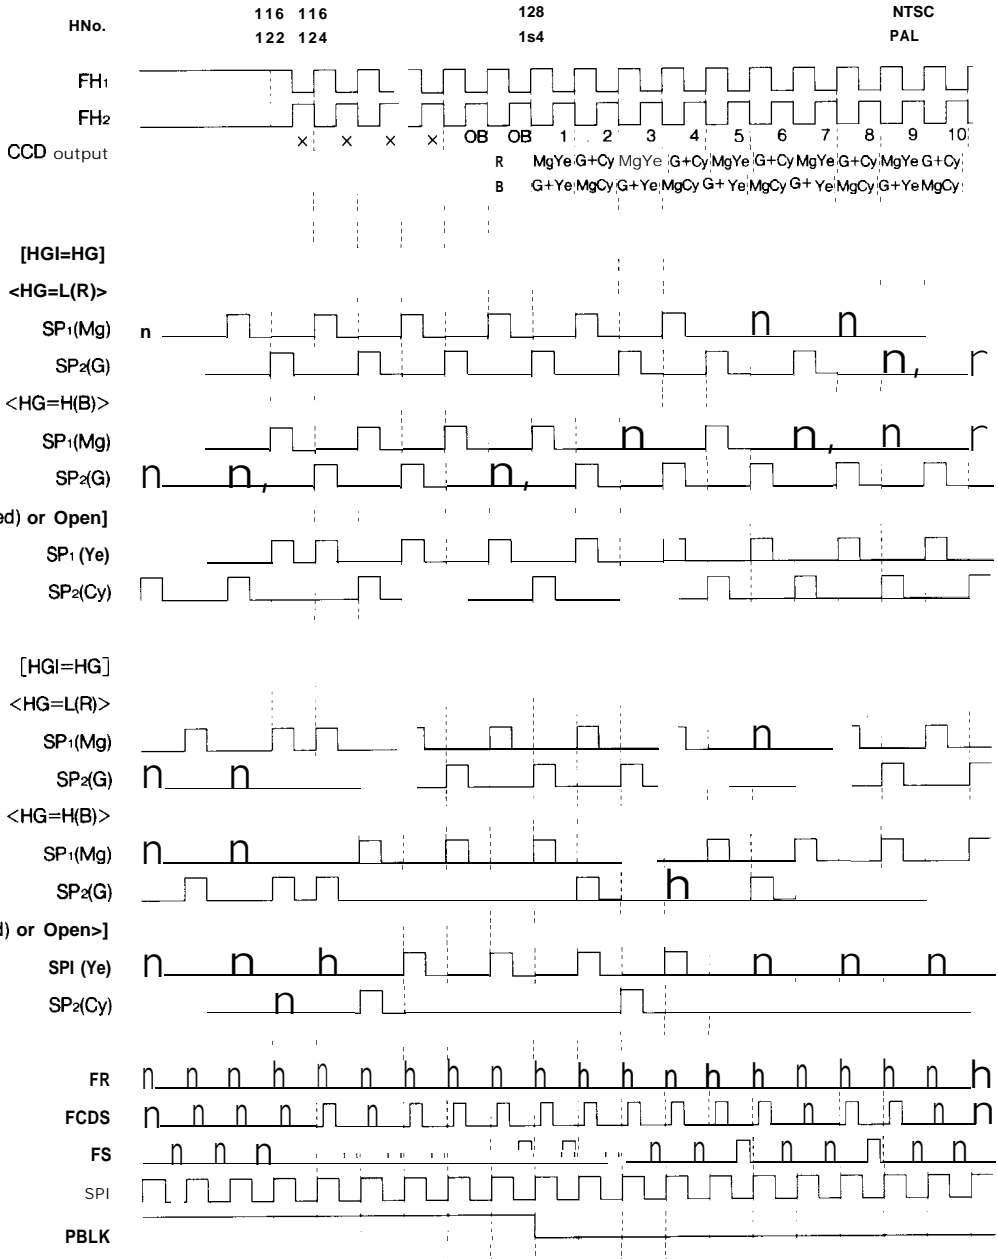 HNo. 116 116 128 NTSC
122 124 1s4 PAL
FH1
FH2
× × × × OB OB 1 2 3 4 5 6 7 8 9 10
CCD output
R MgYe G+Cy MgYe G+Cy MgYe G+Cy MgYe G+Cy MgYe G+Cy
B G+Ye MgCy G+Ye MgCy G+Ye MgCy G+Ye MgCy G+Ye MgCy
[HGI=HG]
<HG=L(R)>
SP1(Mg) n n n
SP2(G) n, r
<HG=H(B)>
SP1(Mg) n n, n r
SP2(G) n n, n,
ed) or Open]
SP1 (Ye)
SP2(Cy)
[HGI=HG]
<HG=L(R)>
SP1(Mg) n
SP2(G) n n
<HG=H(B)>
SP1(Mg) n n
SP2(G) h
d) or Open>]
SPI (Ye) n n h n n n
SP2(Cy) n
FR n n n h n n h h n h h h n h h n h h n h
FCDS n n n n n n n n
FS n n n n n n n n n
SPI
PBLK